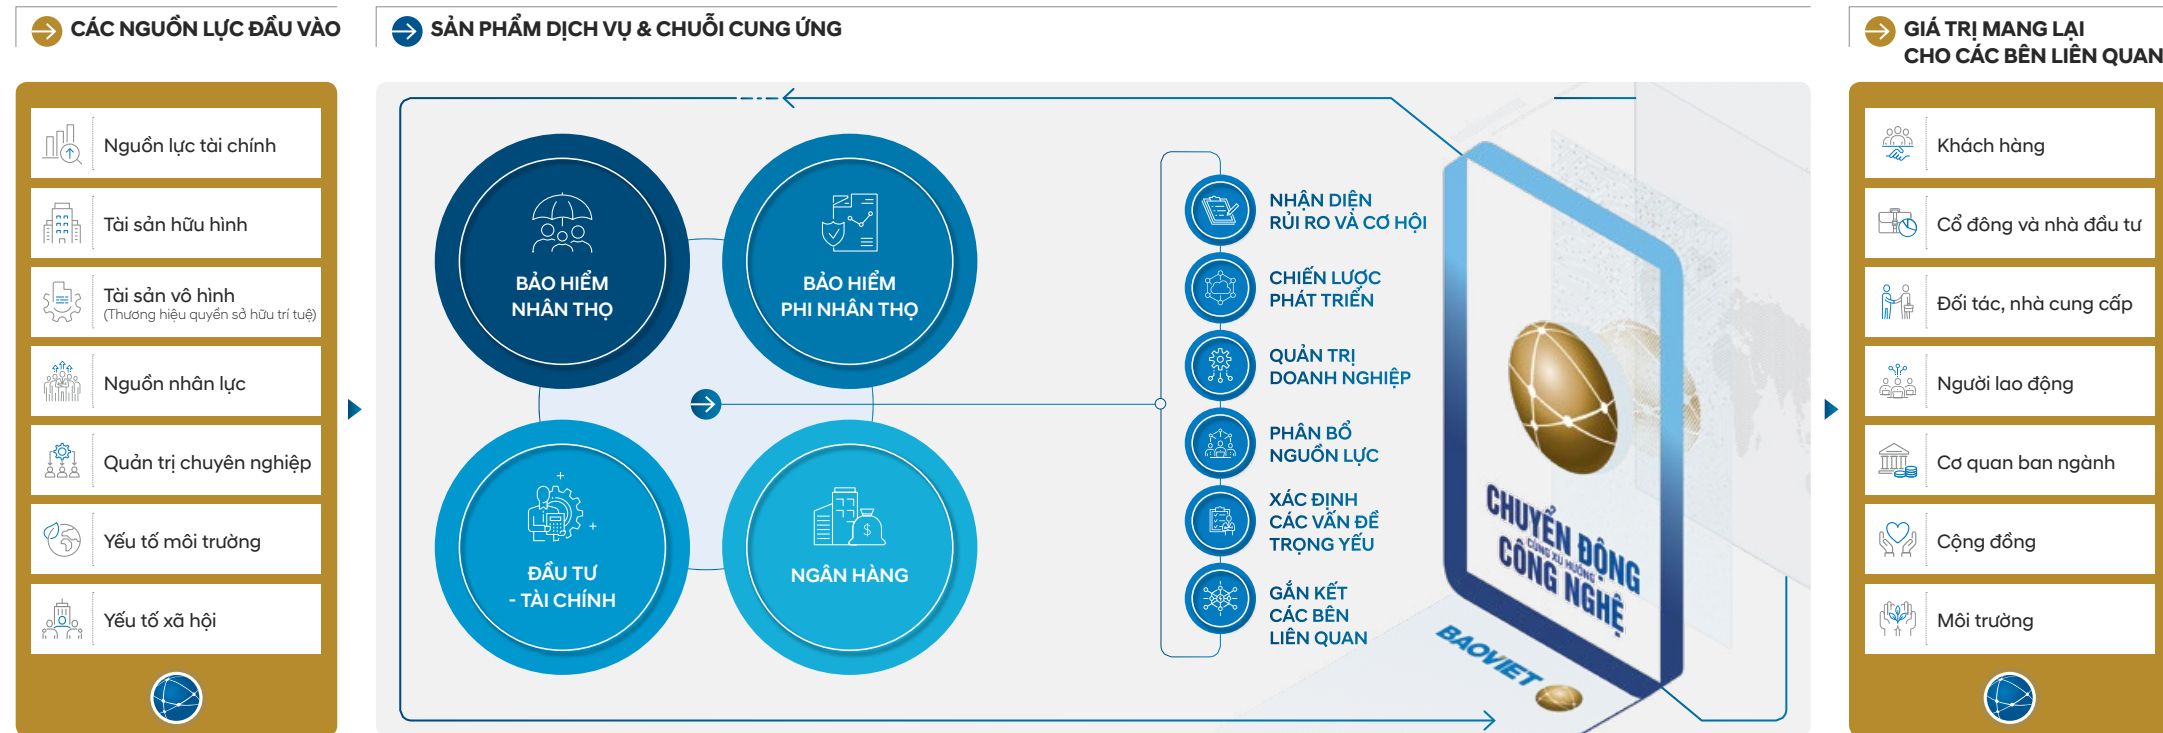 CÁC NGUỒN LỰC ĐẦU VÀO
Nguồn lực tài chính
Tài sản hữu hình
Tài sản vô hình
(Thương hiệu quyền sở hữu trí tuệ)
Nguồn nhân lực
Quản trị chuyên nghiệp
Yếu tố môi trường
Yếu tố xã hội
SẢN PHẨM DỊCH VỤ & CHUỖI CUNG ỨNG
BẢO HIỂM
NHÂN THỌ
BẢO HIỂM
PHI NHÂN THỌ
ĐẦU TƯ
- TÀI CHÍNH
NGÂN HÀNG
NHẬN DIỆN
RỦI RO VÀ CƠ HỘI
CHIẾN LƯỢC
PHÁT TRIỂN
QUẢN TRỊ
DOANH NGHIỆP
PHÂN BỔ
NGUỒN LỰC
XÁC ĐỊNH
CÁC VẤN ĐỀ
TRỌNG YẾU
GẮN KẾT
CÁC BÊN
LIÊN QUAN
CHUYỂN ĐỘNG
CÙNG XU HƯỚNG
CÔNG NGHỆ
BAOVIET
GIÁ TRỊ MANG LẠI
CHO CÁC BÊN LIÊN QUAN
Khách hàng
Cổ đông và nhà đầu tư
Đối tác, nhà cung cấp
Người lao động
Cơ quan ban ngành
Cộng đồng
Môi trường